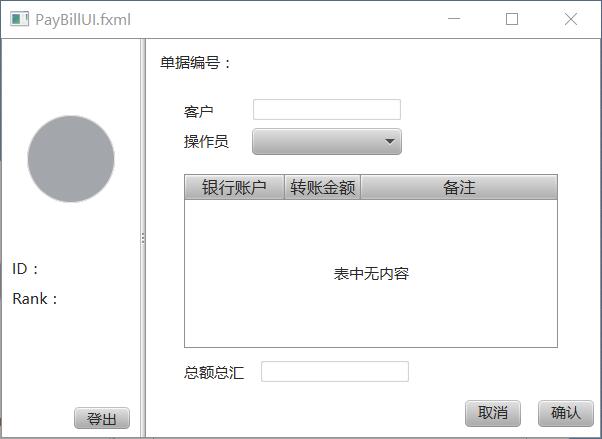 PayBillUI.fxml
ID：
Rank：
登出
单据编号：
客户
操作员
银行账户 转账金额 备注
表中无内容
总额总汇
取消 确认